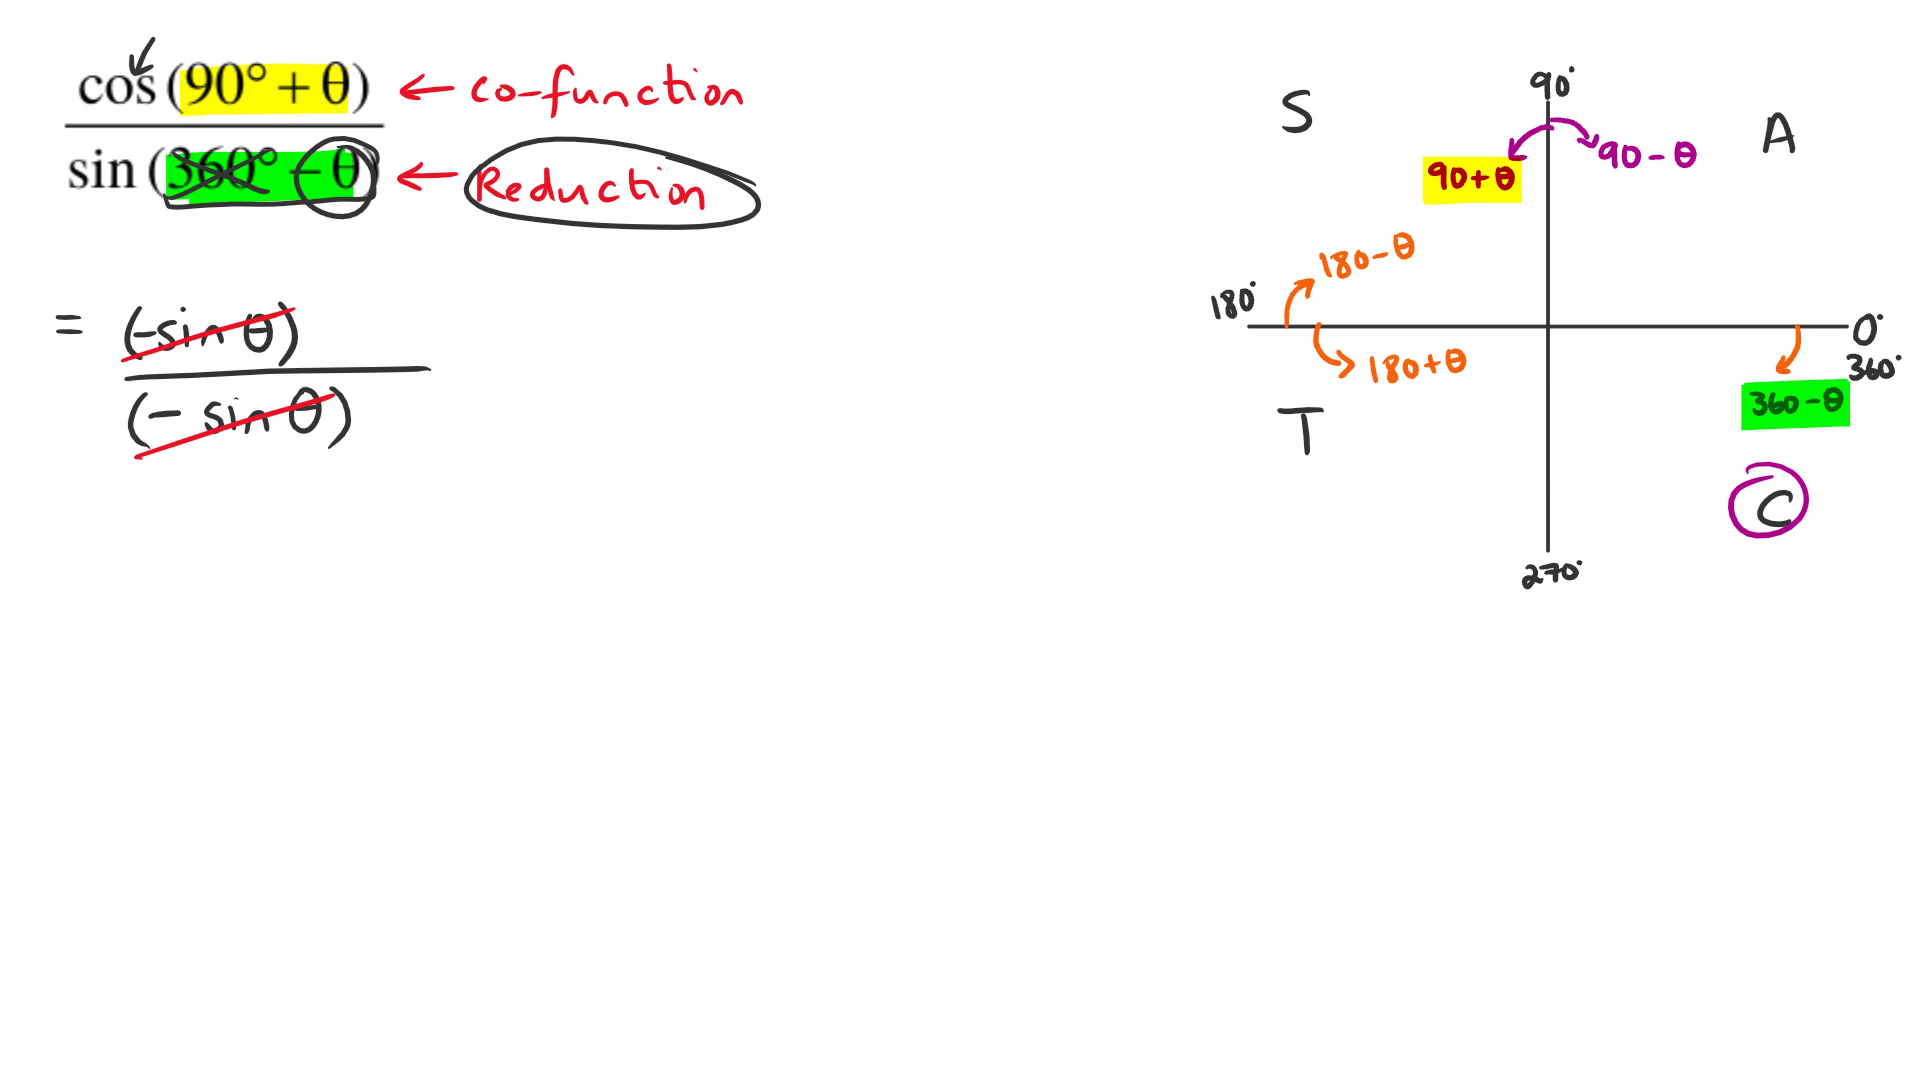 cos (90° + θ) ← co-function
sin (360° − θ) ← Reduction
= (-sin θ)
(- sin θ)
90°
S
A
90-θ
90+θ
180-θ
180°
0°
360°
180+θ
360-θ
T
C
270°